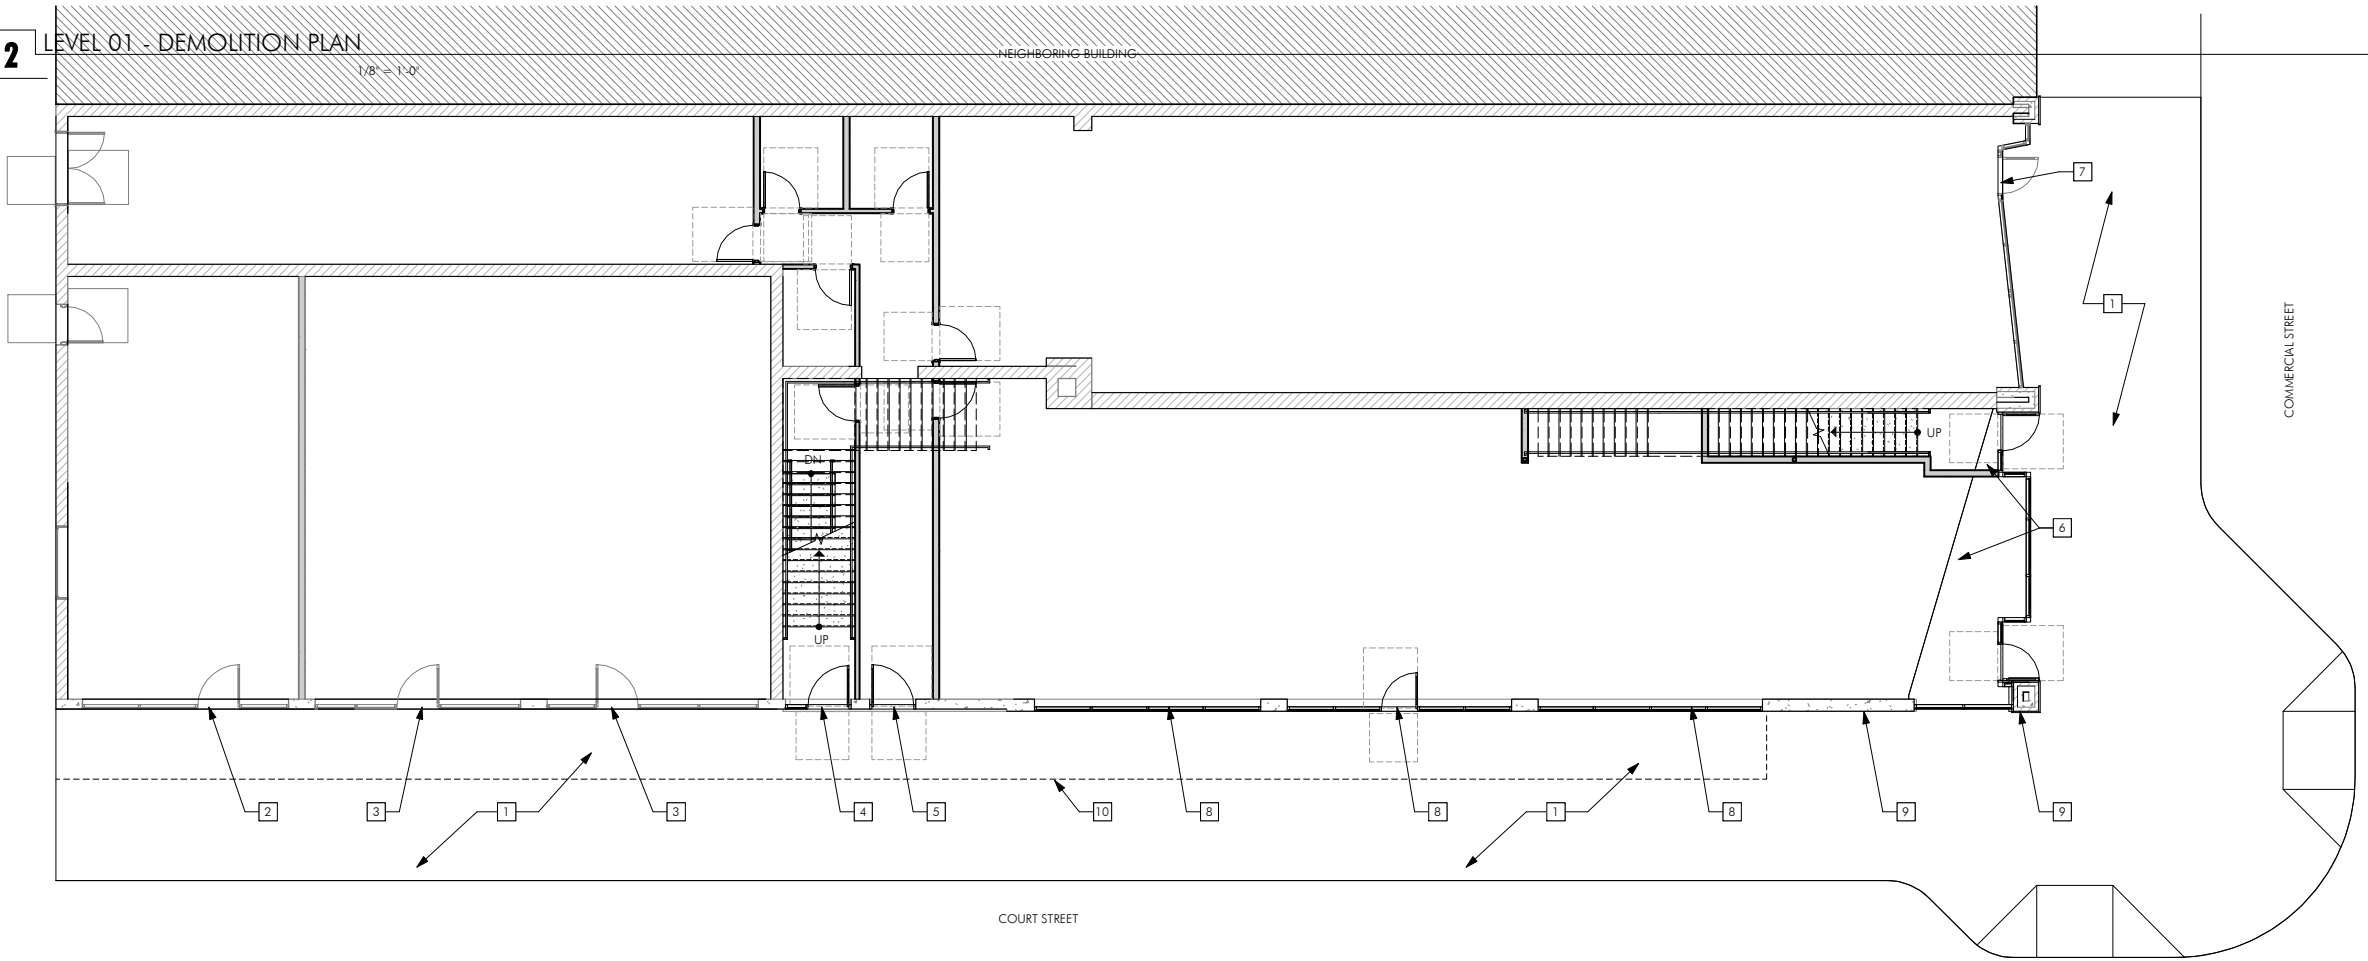 2
LEVEL 01 - DEMOLITION PLAN
1/8" = 1'-0"
NEIGHBORING BUILDING
7
1
COMMERCIAL STREET
UP
DN
6
UP
2
3
1
3
4
5
10
8
8
1
8
9
9
COURT STREET